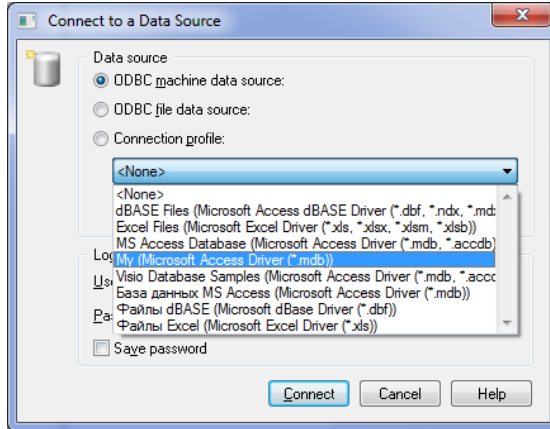 Connect to a Data Source
Data source
ODBC machine data source:
ODBC file data source:
Connection profile:
<None>
<None>
dBASE Files (Microsoft Access dBASE Driver (*.dbf, *.ndx, *.md
Excel Files (Microsoft Excel Driver (*.xls, *.xlsx, *.xlsm, *.xlsb))
MS Access Database (Microsoft Access Driver (*.mdb, *.accdb)
My (Microsoft Access Driver (*.mdb))
Visio Database Samples (Microsoft Access Driver (*.mdb, *.accd
База данных MS Access (Microsoft Access Driver (*.mdb))
Файлы dBASE (Microsoft dBase Driver (*.dbf))
Файлы Excel (Microsoft Excel Driver (*.xls))
Log
Us
Pa
Save password
Connect
Cancel
Help